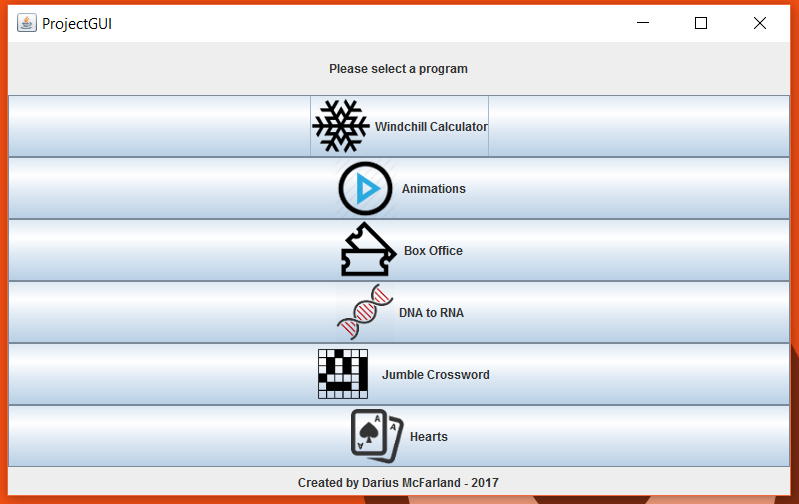 ProjectGUI
Please select a program
Windchill Calculator
Animations
Box Office
DNA to RNA
Jumble Crossword
A A
A
Hearts
Created by Darius McFarland - 2017